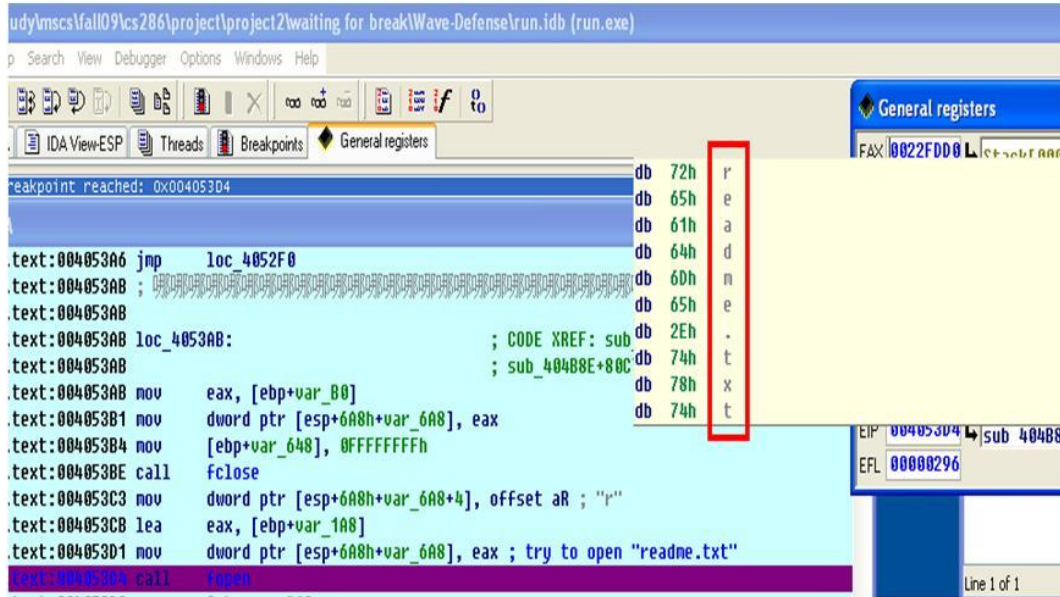 udy\mscs\fall09\cs286\project\project2\waiting for break\Wave-Defense\run.idb (run.exe)
p Search View Debugger Options Windows Help
IDA View-ESP Threads Breakpoints General registers
reakpoint reached: 0x004053D4
General registers
EAX 0022FDD0
db 72h r
db 65h e
db 61h a
db 64h d
db 6Dh m
db 65h e
db 2Eh .
db 74h t
db 78h x
db 74h t
.text:004053A6 jmp loc_4052F0
.text:004053AB ;
.text:004053AB
.text:004053AB loc_4053AB: ; CODE XREF: sub
.text:004053AB ; sub_404B8E+80C
.text:004053AB mov eax, [ebp+var_B0]
.text:004053B1 mov dword ptr [esp+6A8h+var_6A8], eax
.text:004053B4 mov [ebp+var_648], 0FFFFFFFFh
.text:004053BE call fclose
.text:004053C3 mov dword ptr [esp+6A8h+var_6A8+4], offset aR ; "r"
.text:004053CB lea eax, [ebp+var_1A8]
.text:004053D1 mov dword ptr [esp+6A8h+var_6A8], eax ; try to open "readme.txt"
.text:004053D4 call fopen
EIP 004053D4 sub_404B8
EFL 00000296
Line 1 of 1